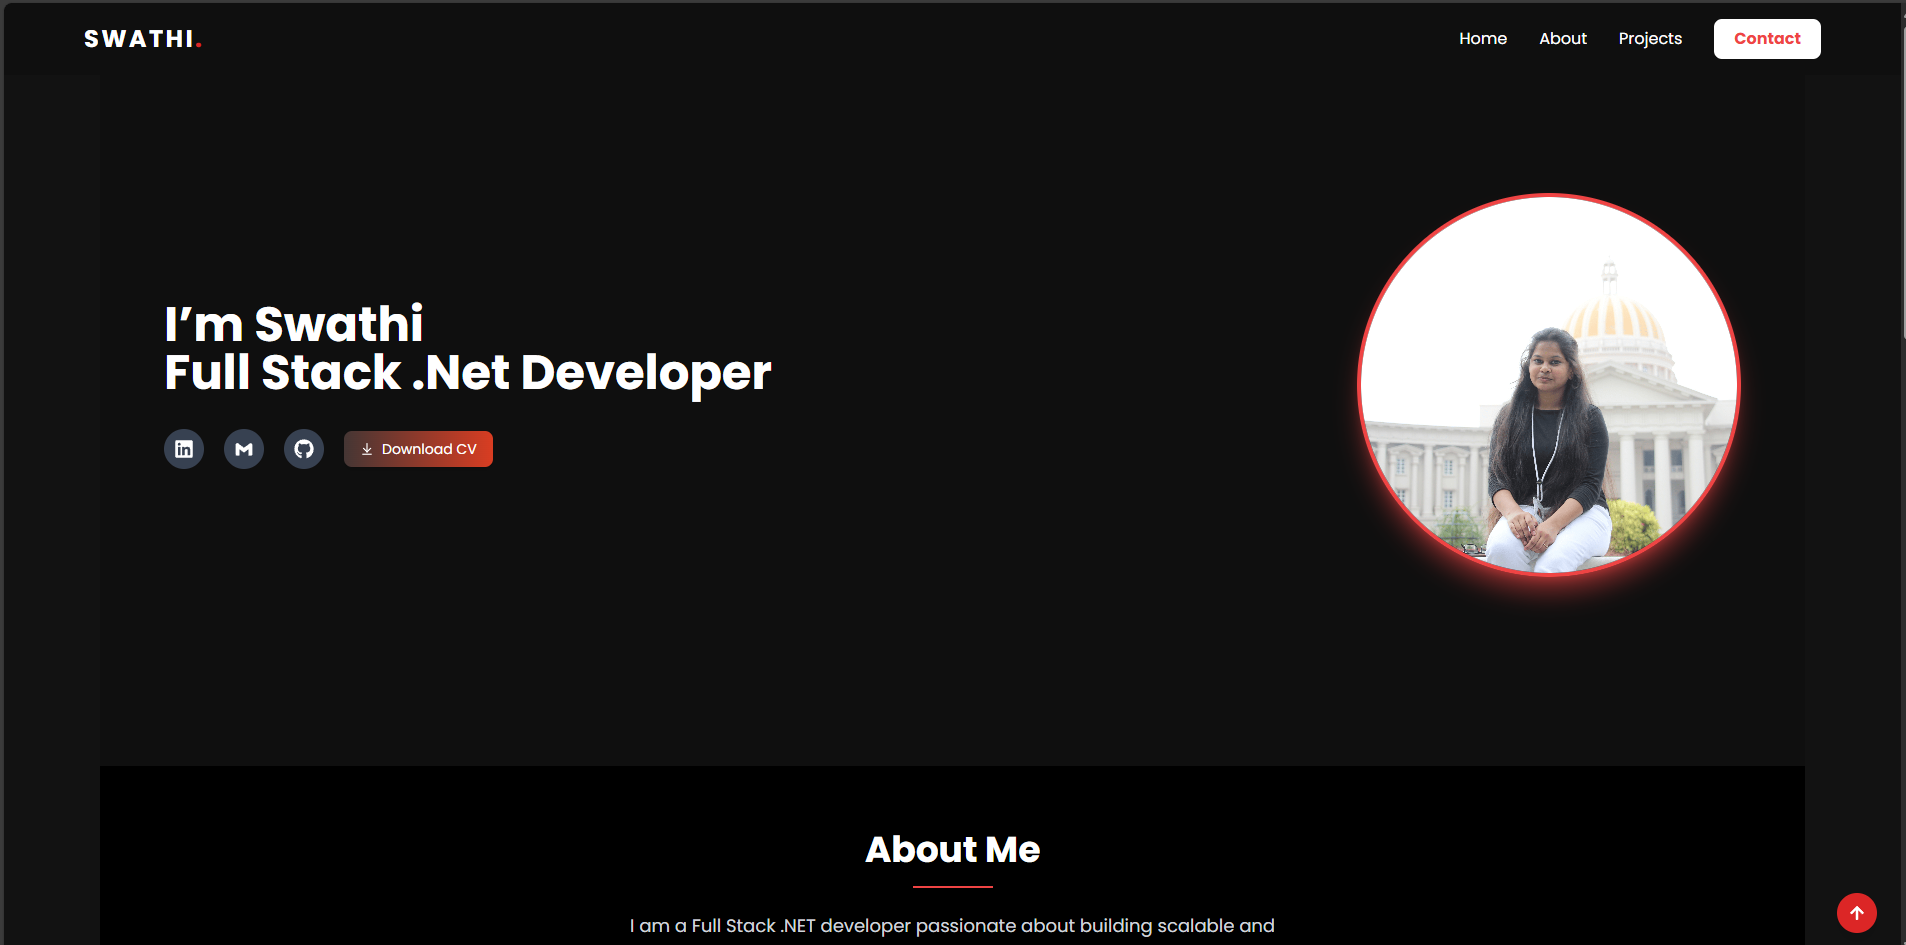 SWATHI.
Home About Projects Contact
I’m Swathi
Full Stack .Net Developer
Download CV
About Me
I am a Full Stack .NET developer passionate about building scalable and